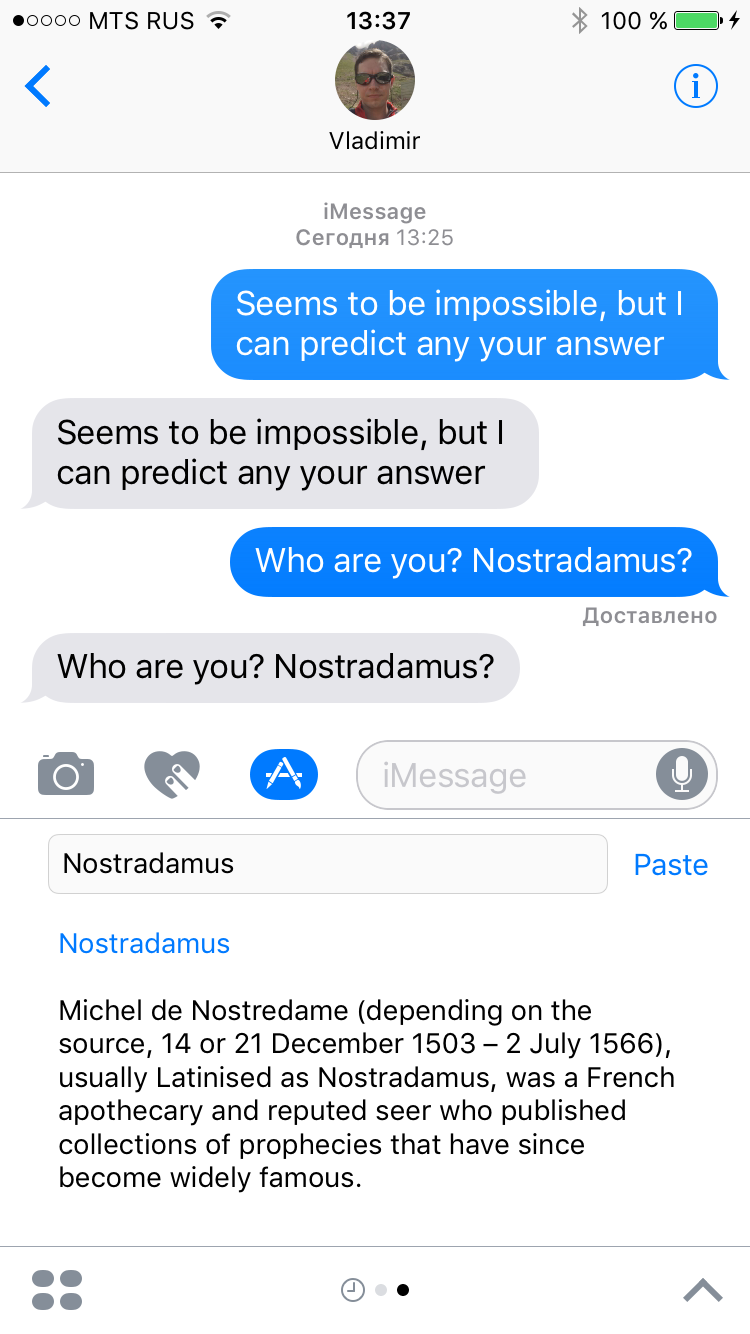 MTS RUS 13:37 100 %
Vladimir
iMessage
Сегодня 13:25
Seems to be impossible, but I
can predict any your answer
Seems to be impossible, but I
can predict any your answer
Who are you? Nostradamus?
Доставлено
Who are you? Nostradamus?
iMessage
Nostradamus Paste
Nostradamus
Michel de Nostredame (depending on the
source, 14 or 21 December 1503 – 2 July 1566),
usually Latinised as Nostradamus, was a French
apothecary and reputed seer who published
collections of prophecies that have since
become widely famous.